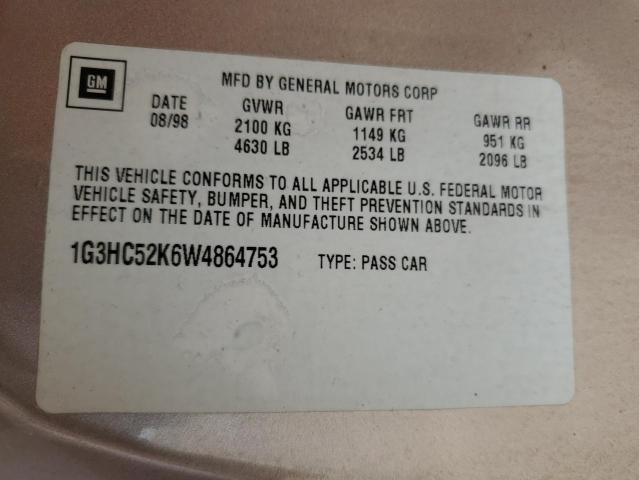 GM
MFD BY GENERAL MOTORS CORP
DATE GVWR GAWR FRT GAWR RR
08/98 2100 KG 1149 KG 951 KG
4630 LB 2534 LB 2096 LB
THIS VEHICLE CONFORMS TO ALL APPLICABLE U.S. FEDERAL MOTOR
VEHICLE SAFETY, BUMPER, AND THEFT PREVENTION STANDARDS IN
EFFECT ON THE DATE OF MANUFACTURE SHOWN ABOVE.
1G3HC52K6W4864753 TYPE: PASS CAR